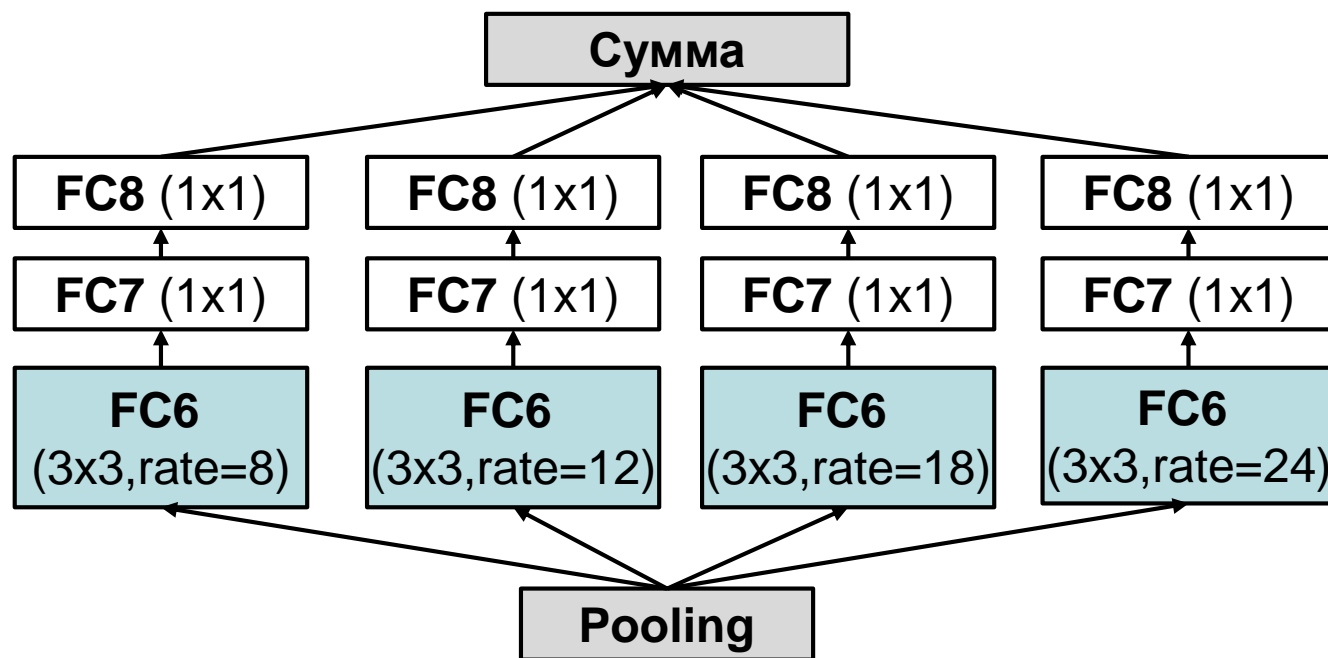 Сумма
FC8 (1x1) FC8 (1x1) FC8 (1x1) FC8 (1x1)
FC7 (1x1) FC7 (1x1) FC7 (1x1) FC7 (1x1)
FC6 FC6 FC6 FC6
(3x3,rate=8) (3x3,rate=12) (3x3,rate=18) (3x3,rate=24)
Pooling